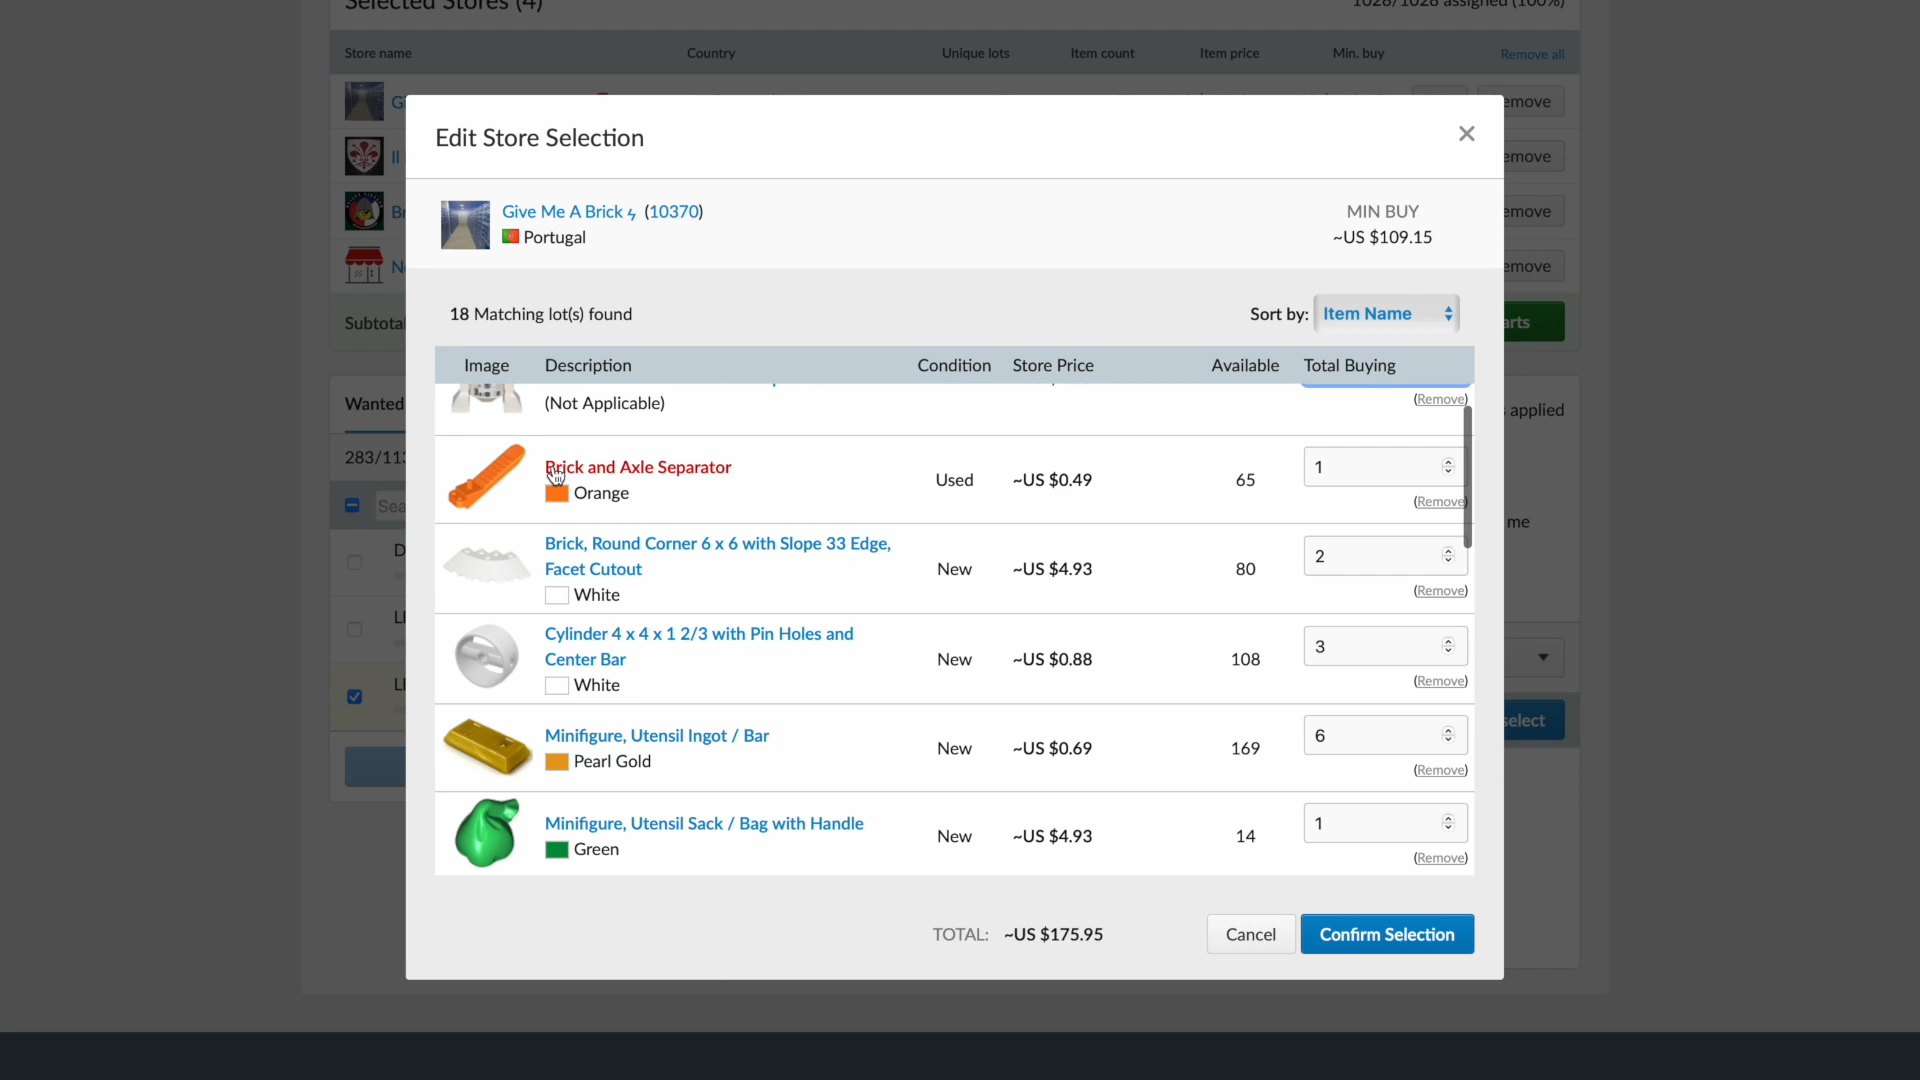 Selected Stores (4)
1028/1028 assigned (100%)
Store name Country Unique lots Item count Item price Min. buy Remove all
emove
Edit Store Selection
Il
emove
Give Me A Brick (10370)
Portugal
MIN BUY
~US $109.15
emove
emove
18 Matching lot(s) found
Sort by: Item Name
Subtotal
arts
Image Description Condition Store Price Available Total Buying
(Not Applicable)
(Remove)
Wanted
applied
283/113
Brick and Axle Separator
Orange
Used ~US $0.49 65 1
(Remove)
Sea
me
Brick, Round Corner 6 x 6 with Slope 33 Edge,
Facet Cutout
White
New ~US $4.93 80 2
(Remove)
Cylinder 4 x 4 x 1 2/3 with Pin Holes and
Center Bar
White
New ~US $0.88 108 3
(Remove)
Minifigure, Utensil Ingot / Bar
Pearl Gold
New ~US $0.69 169 6
(Remove)
select
Minifigure, Utensil Sack / Bag with Handle
Green
New ~US $4.93 14 1
(Remove)
TOTAL: ~US $175.95
Cancel
Confirm Selection